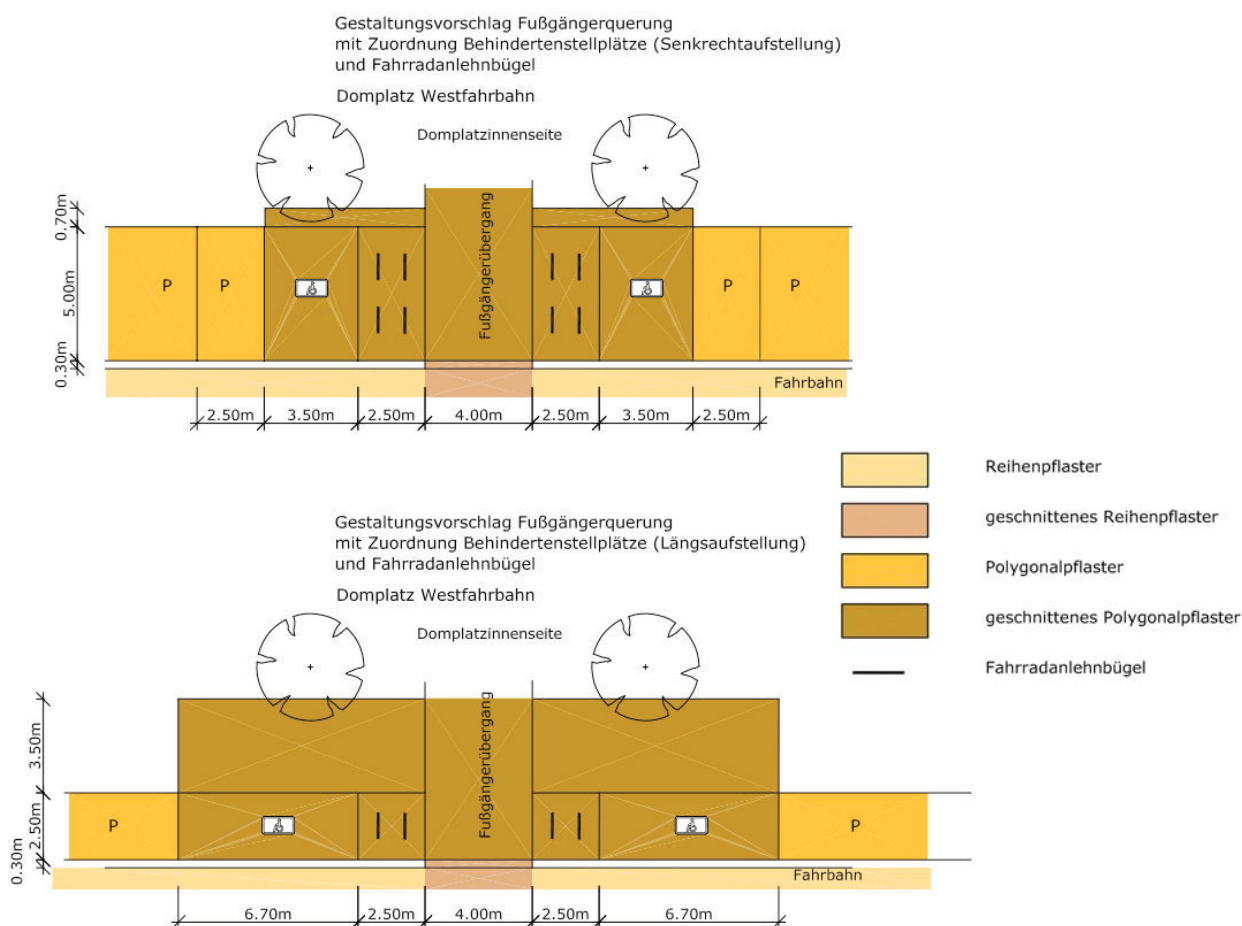 Gestaltungsvorschlag Fußgängerquerung
mit Zuordnung Behindertenstellplätze (Senkrechtaufstellung)
und Fahrradanlehnbügel
Domplatz Westfahrbahn
Domplatzinnenseite
0.70m
5.00m
0.30m
P
P
Fußgängerübergang
P
P
Fahrbahn
2.50m
3.50m
2.50m
4.00m
2.50m
3.50m
2.50m
Reihenpflaster
geschnittenes Reihenpflaster
Polygonalpflaster
geschnittenes Polygonalpflaster
Fahrradanlehnbügel
Gestaltungsvorschlag Fußgängerquerung
mit Zuordnung Behindertenstellplätze (Längsaufstellung)
und Fahrradanlehnbügel
Domplatz Westfahrbahn
Domplatzinnenseite
3.50m
2.50m
0.30m
P
Fußgängerübergang
P
Fahrbahn
6.70m
2.50m
4.00m
2.50m
6.70m